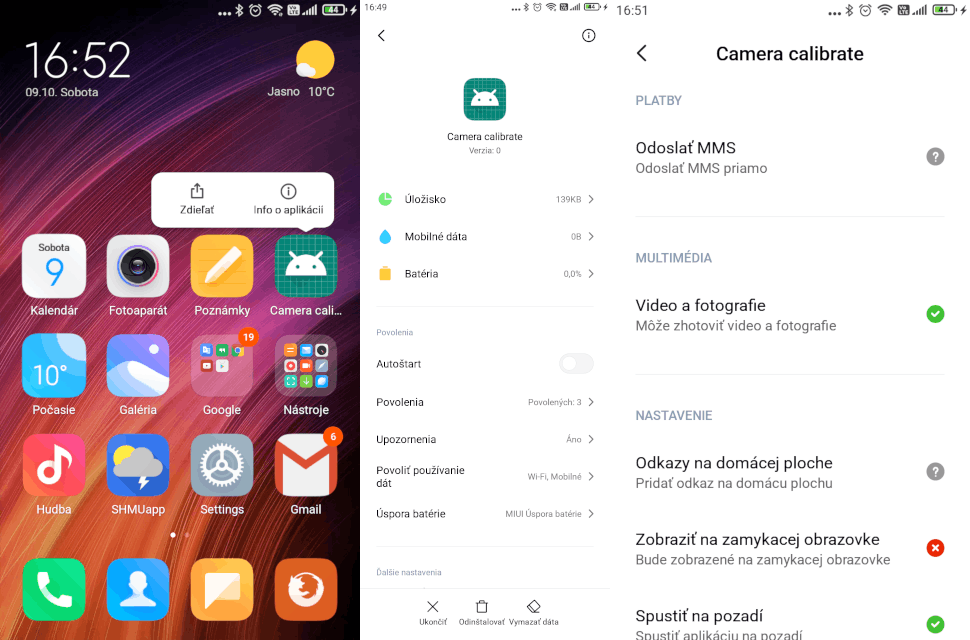 16:52
09.10. Sobota
Jasno 10°C
Zdieľať
Info o aplikácii
Sobota
9
Kalendár
Fotoaparát
Poznámky
Camera cali...
10°
Počasie
Galéria
19
Google
Nástroje
Hudba
SHMUapp
Settings
6
Gmail
44
16:49
44
Camera calibrate
Verzia: 0
Úložisko 139KB
Mobilné dáta 0B
Batéria 0,0%
Povolenia
Autoštart
Povolenia Povolených: 3
Upozornenia Áno
Povoliť používanie
dát Wi-Fi, Mobilné
Úspora batérie MIUI Úspora batérie
Ďalšie nastavenia
Ukončiť Odinštalovať Vymazať dáta
16:51
44
Camera calibrate
PLATBY
Odoslať MMS
Odoslať MMS priamo
MULTIMÉDIA
Video a fotografie
Môže zhotoviť video a fotografie
NASTAVENIE
Odkazy na domácej ploche
Pridať odkaz na domácu plochu
Zobraziť na zamykacej obrazovke
Bude zobrazené na zamykacej obrazovke
Spustiť na pozadí
Spustiť aplikáciu na pozadí